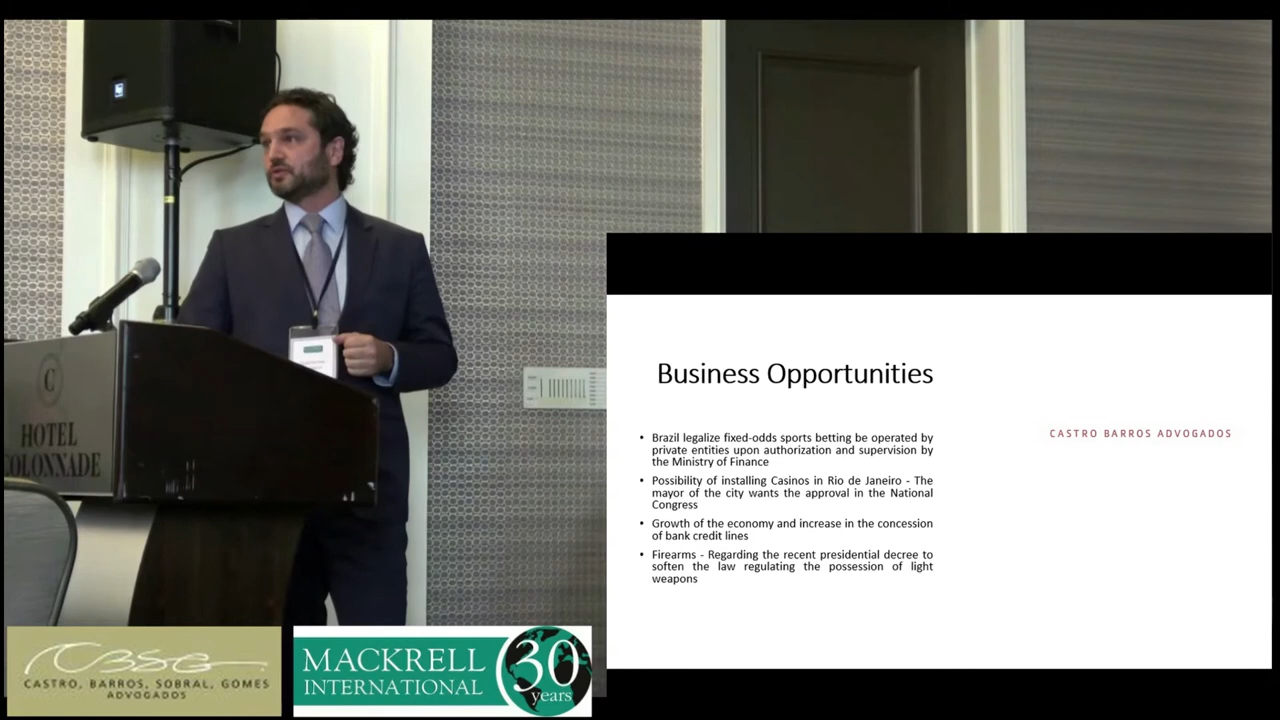 C
HOTEL
COLONNADE
Business Opportunities
• Brazil legalize fixed-odds sports betting be operated by
private entities upon authorization and supervision by
the Ministry of Finance
• Possibility of installing Casinos in Rio de Janeiro - The
mayor of the city wants the approval in the National
Congress
• Growth of the economy and increase in the concession
of bank credit lines
• Firearms - Regarding the recent presidential decree to
soften the law regulating the possession of light
weapons
CASTRO BARROS ADVOGADOS
CBSG
CASTRO, BARROS, SOBRAL, GOMES
ADVOGADOS
MACKRELL
INTERNATIONAL
30
years